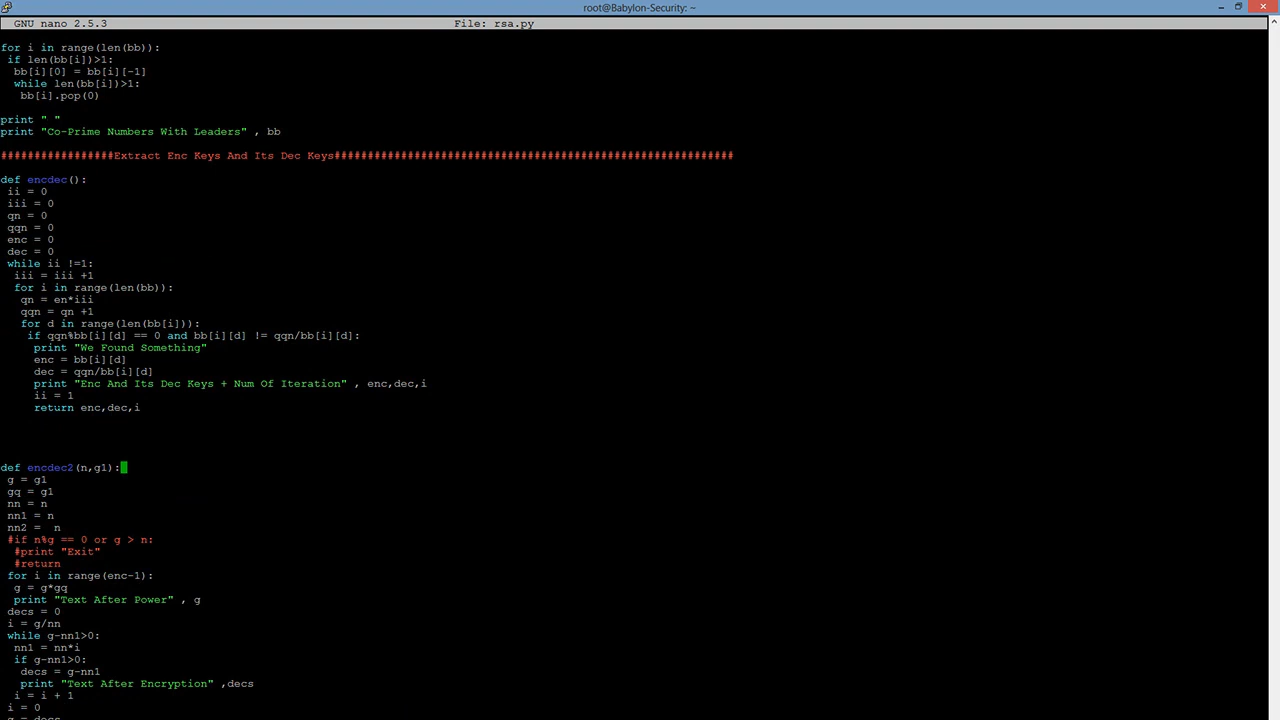 root@Babylon-Security: ~
GNU nano 2.5.3 File: rsa.py
for i in range(len(bb)):
 if len(bb[i])>1:
  bb[i][0] = bb[i][-1]
  while len(bb[i])>1:
   bb[i].pop(0)
print " "
print "Co-Prime Numbers With Leaders" , bb
#################Extract Enc Keys And Its Dec Keys############################################################
def encdec():
 ii = 0
 iii = 0
 qn = 0
 qqn = 0
 enc = 0
 dec = 0
 while ii !=1:
  iii = iii +1
  for i in range(len(bb)):
   qn = en*iii
   qqn = qn +1
   for d in range(len(bb[i])):
    if qqn%bb[i][d] == 0 and bb[i][d] != qqn/bb[i][d]:
     print "We Found Something"
     enc = bb[i][d]
     dec = qqn/bb[i][d]
     print "Enc And Its Dec Keys + Num Of Iteration" , enc,dec,i
     ii = 1
     return enc,dec,i
def encdec2(n,g1):
 g = g1
 gq = g1
 nn = n
 nn1 = n
 nn2 =  n
 #if n%g == 0 or g > n:
  #print "Exit"
  #return
 for i in range(enc-1):
  g = g*gq
  print "Text After Power" , g
 decs = 0
 i = g/nn
 while g-nn1>0:
  nn1 = nn*i
  if g-nn1>0:
   decs = g-nn1
   print "Text After Encryption" ,decs
  i = i + 1
 i = 0
 g = decs